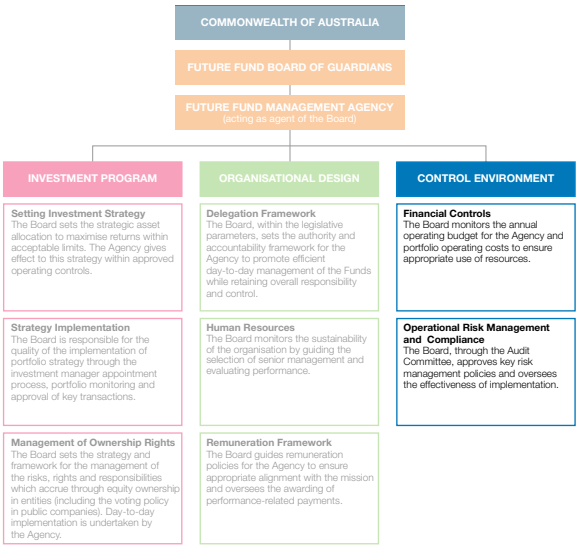 COMMONWEALTH OF AUSTRALIA
FUTURE FUND BOARD OF GUARDIANS
FUTURE FUND MANAGEMENT AGENCY
(acting as agent of the Board)
INVESTMENT PROGRAM
Setting Investment Strategy
The Board sets the strategic asset
allocation to maximise returns within
acceptable limits. The Agency gives
effect to this strategy within approved
operating controls.
Strategy Implementation
The Board is responsible for the
quality of the implementation of
portfolio strategy through the
investment manager appointment
process, portfolio monitoring and
approval of key transactions.
Management of Ownership Rights
The Board sets the strategy and
framework for the management of
the risks, rights and responsibilities
which accrue through equity ownership
in entities (including the voting policy
in public companies). Day-to-day
implementation is undertaken by
the Agency.
ORGANISATIONAL DESIGN
Delegation Framework
The Board, within the legislative
parameters, sets the authority and
accountability framework for the
Agency to promote efficient
day-to-day management of the Funds
while retaining overall responsibility
and control.
Human Resources
The Board monitors the sustainability
of the organisation by guiding the
selection of senior management and
evaluating performance.
Remuneration Framework
The Board guides remuneration
policies for the Agency to ensure
appropriate alignment with the mission
and oversees the awarding of
performance-related payments.
CONTROL ENVIRONMENT
Financial Controls
The Board monitors the annual
operating budget for the Agency and
portfolio operating costs to ensure
appropriate use of resources.
Operational Risk Management
and Compliance
The Board, through the Audit
Committee, approves key risk
management policies and oversees
the effectiveness of implementation.